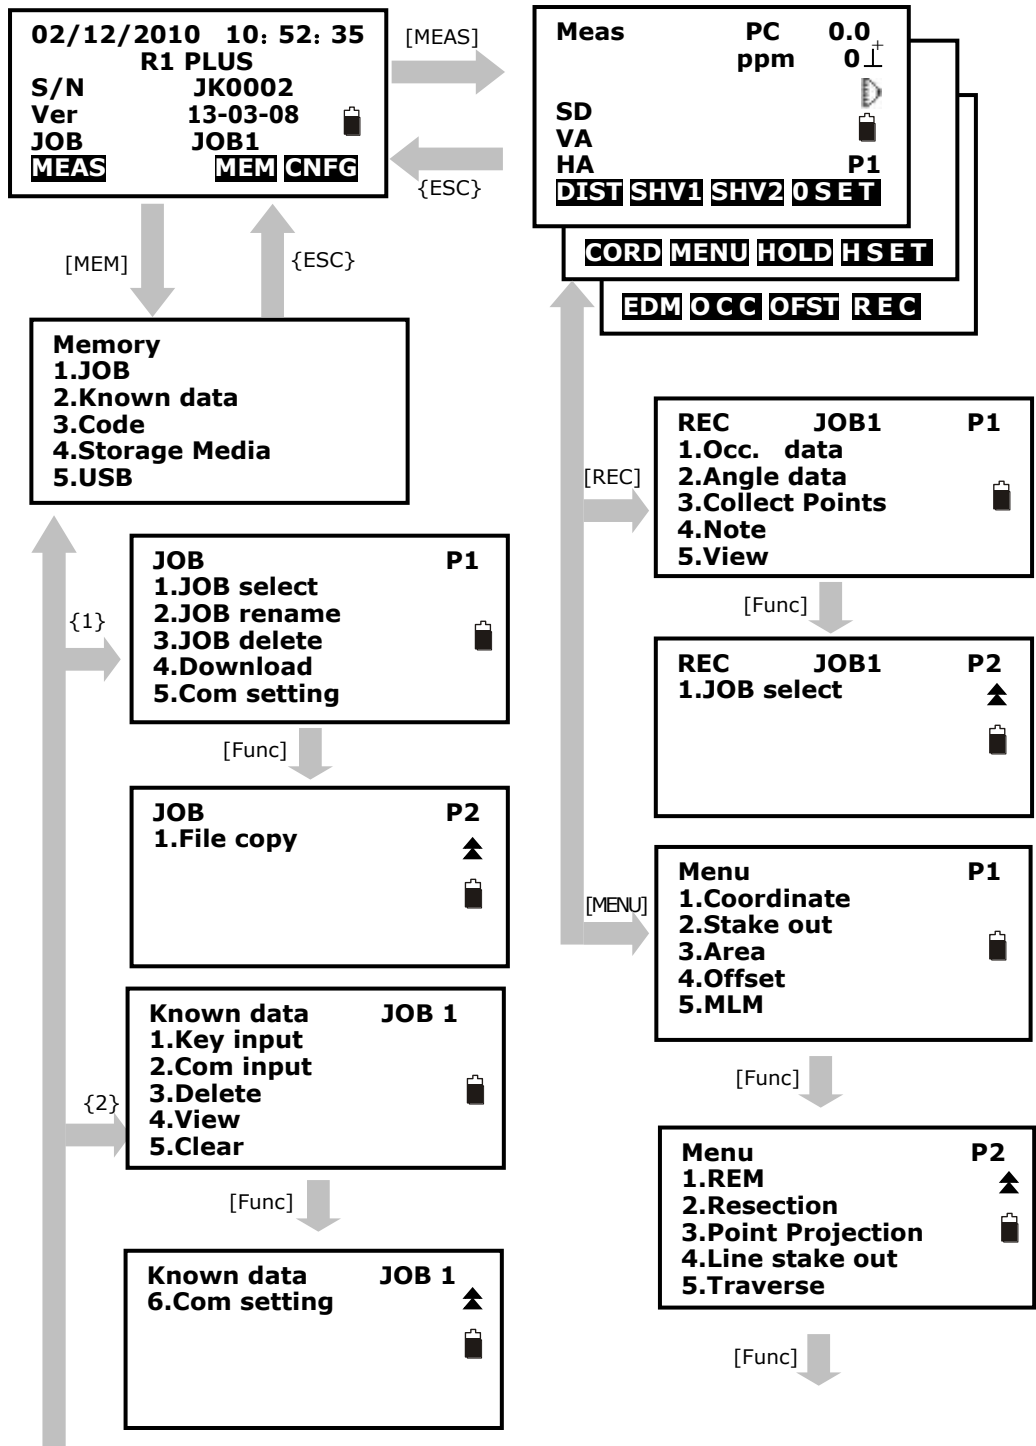 02/12/2010 10: 52: 35
R1 PLUS
S/N JK0002
Ver 13-03-08
JOB JOB1
MEAS MEM CNFG
[MEAS]
{ESC}
Meas PC 0.0
ppm 0
SD
VA
HA P1
DIST SHV1 SHV2 0 S E T
CORD MENU HOLD H S E T
EDM O C C OFST R E C
[MEM]
{ESC}
Memory
1.JOB
2.Known data
3.Code
4.Storage Media
5.USB
{1}
JOB P1
1.JOB select
2.JOB rename
3.JOB delete
4.Download
5.Com setting
[Func]
JOB P2
1.File copy
{2}
Known data JOB 1
1.Key input
2.Com input
3.Delete
4.View
5.Clear
[Func]
Known data JOB 1
6.Com setting
[REC]
REC JOB1 P1
1.Occ. data
2.Angle data
3.Collect Points
4.Note
5.View
[Func]
REC JOB1 P2
1.JOB select
[MENU]
Menu P1
1.Coordinate
2.Stake out
3.Area
4.Offset
5.MLM
[Func]
Menu P2
1.REM
2.Resection
3.Point Projection
4.Line stake out
5.Traverse
[Func]